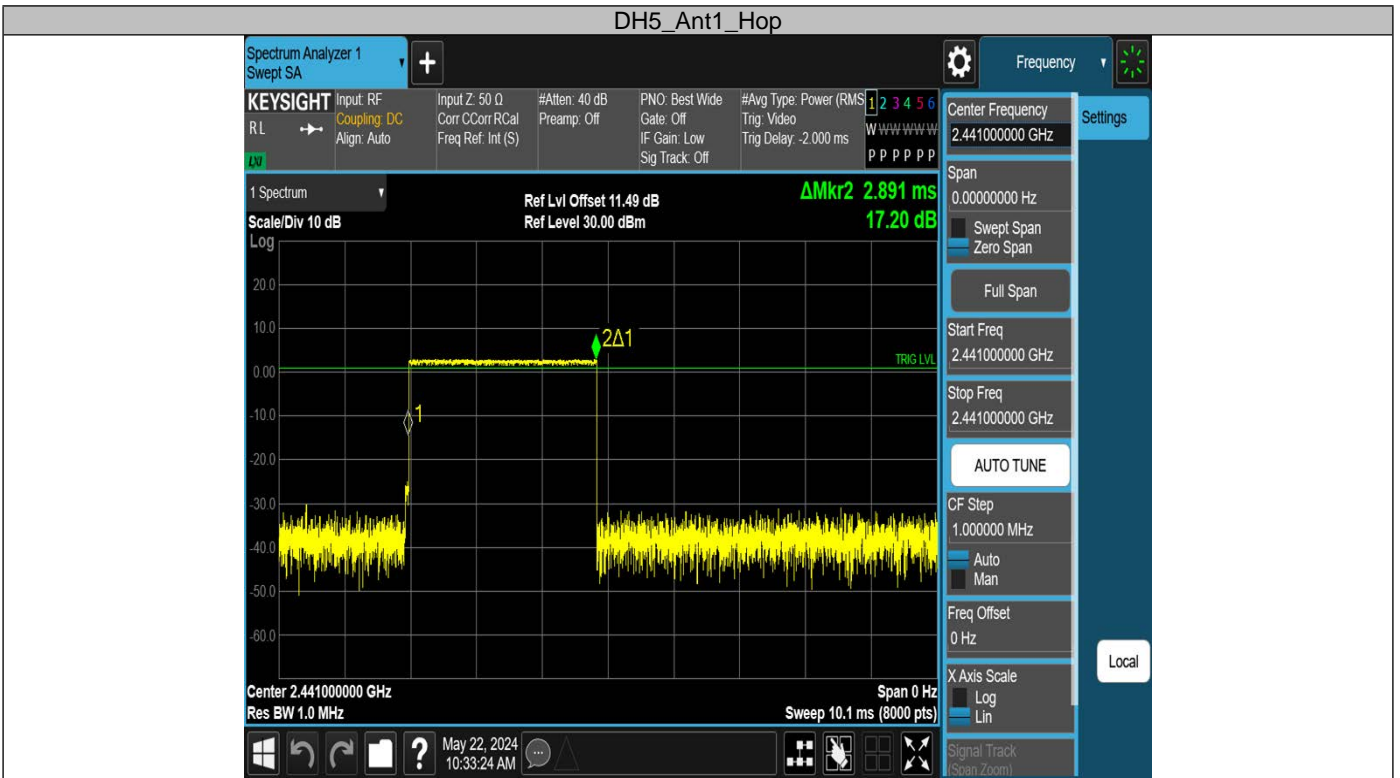 DH5_Ant1_Hop
Spectrum Analyzer 1
Swept SA
+
Frequency
KEYSIGHT
RL
LXI
Input: RF
Coupling: DC
Align: Auto
Input Z: 50 Ω
Corr CCorr RCal
Freq Ref: Int (S)
#Atten: 40 dB
Preamp: Off
PNO: Best Wide
Gate: Off
IF Gain: Low
Sig Track: Off
#Avg Type: Power (RMS
Trig: Video
Trig Delay: -2.000 ms
1 2 3 4 5 6
W W W W W W
P P P P P P
1 Spectrum
Scale/Div 10 dB
Ref Lvl Offset 11.49 dB
Ref Level 30.00 dBm
ΔMkr2 2.891 ms
17.20 dB
Log
20.0
10.0
0.00
-10.0
-20.0
-30.0
-40.0
-50.0
-60.0
2Δ1
1
TRIG LVL
Center 2.441000000 GHz
Res BW 1.0 MHz
Span 0 Hz
Sweep 10.1 ms (8000 pts)
?
May 22, 2024
10:33:24 AM
Center Frequency
2.441000000 GHz
Settings
Span
0.00000000 Hz
Swept Span
Zero Span
Full Span
Start Freq
2.441000000 GHz
Stop Freq
2.441000000 GHz
AUTO TUNE
CF Step
1.000000 MHz
Auto
Man
Freq Offset
0 Hz
X Axis Scale
Log
Lin
Local
Signal Track
(Span Zoom)